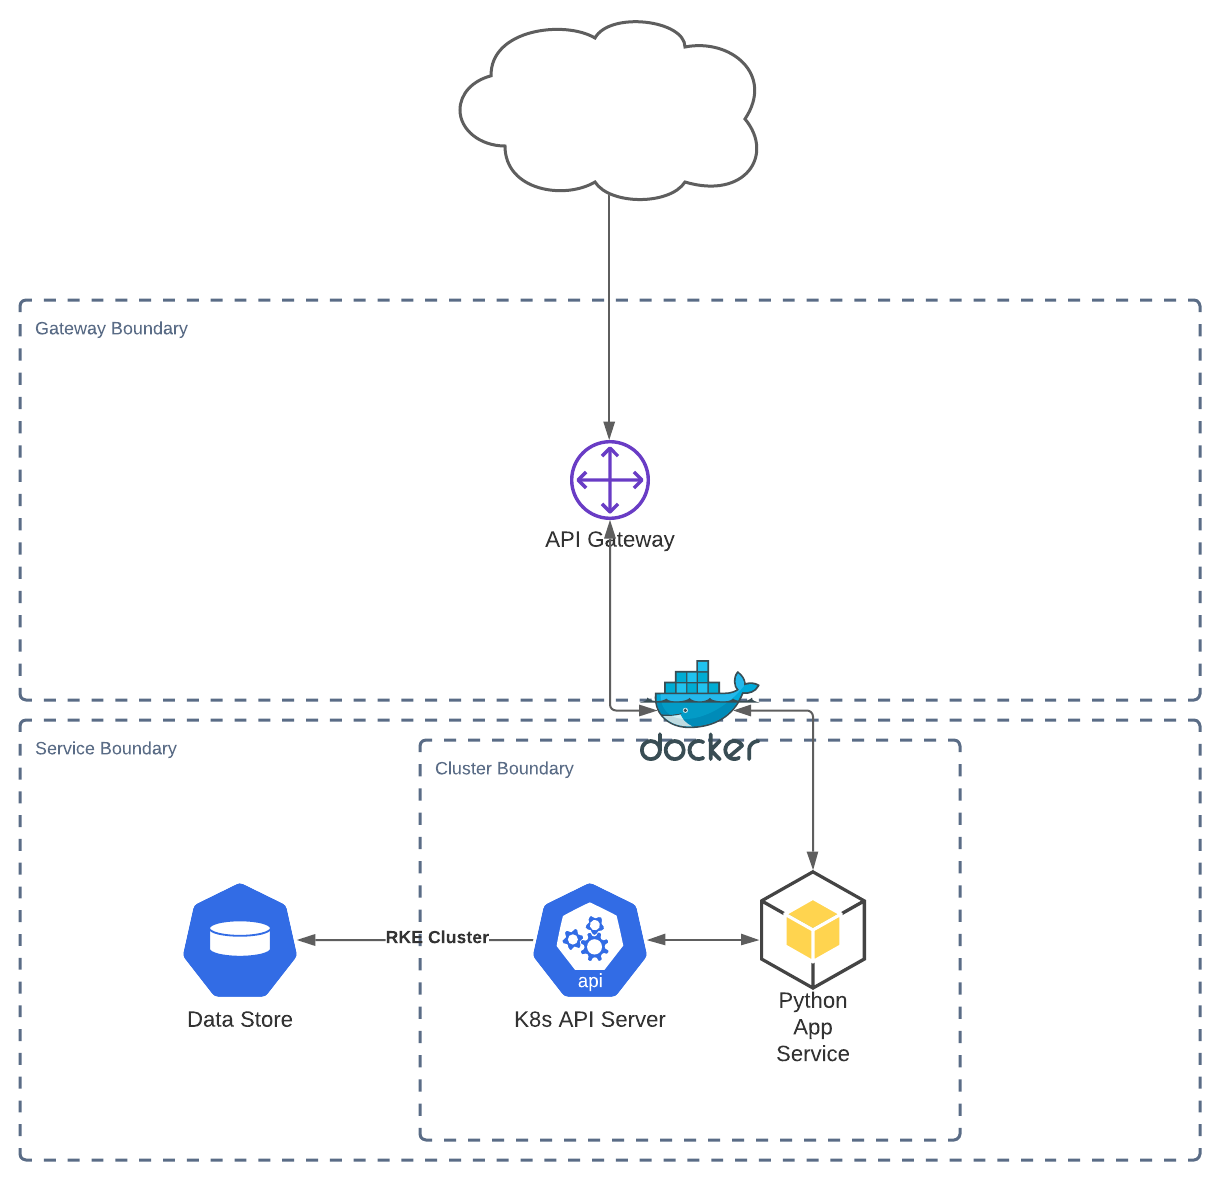 Gateway Boundary
API Gateway
docker
Service Boundary
Cluster Boundary
RKE Cluster
api
Data Store
K8s API Server
Python
App
Service